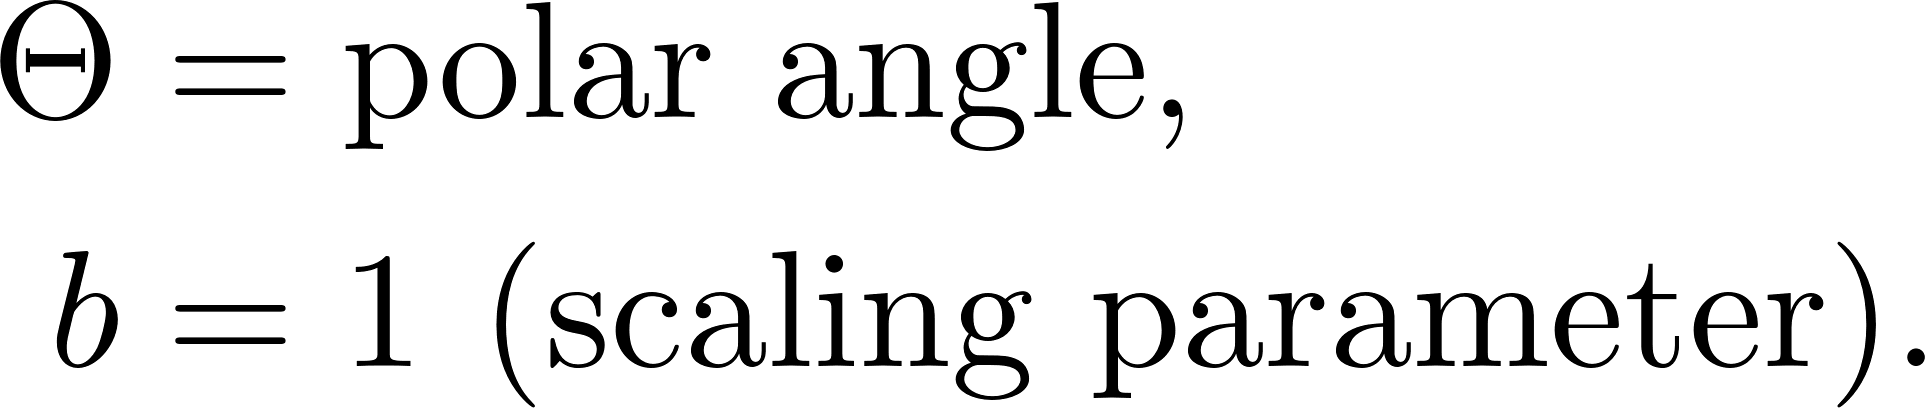 Θ = polar angle,
b = 1 (scaling parameter).